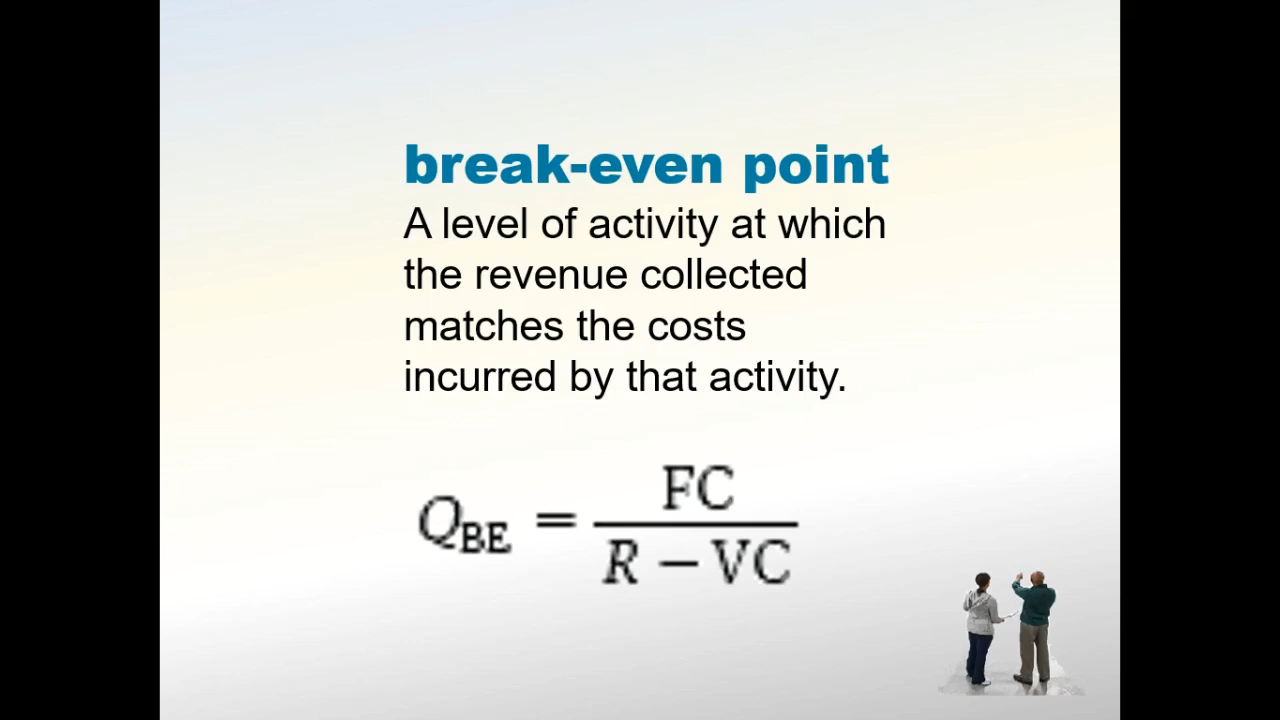 break-even point
A level of activity at which
the revenue collected
matches the costs
incurred by that activity.
Q_BE = FC / (R − VC)